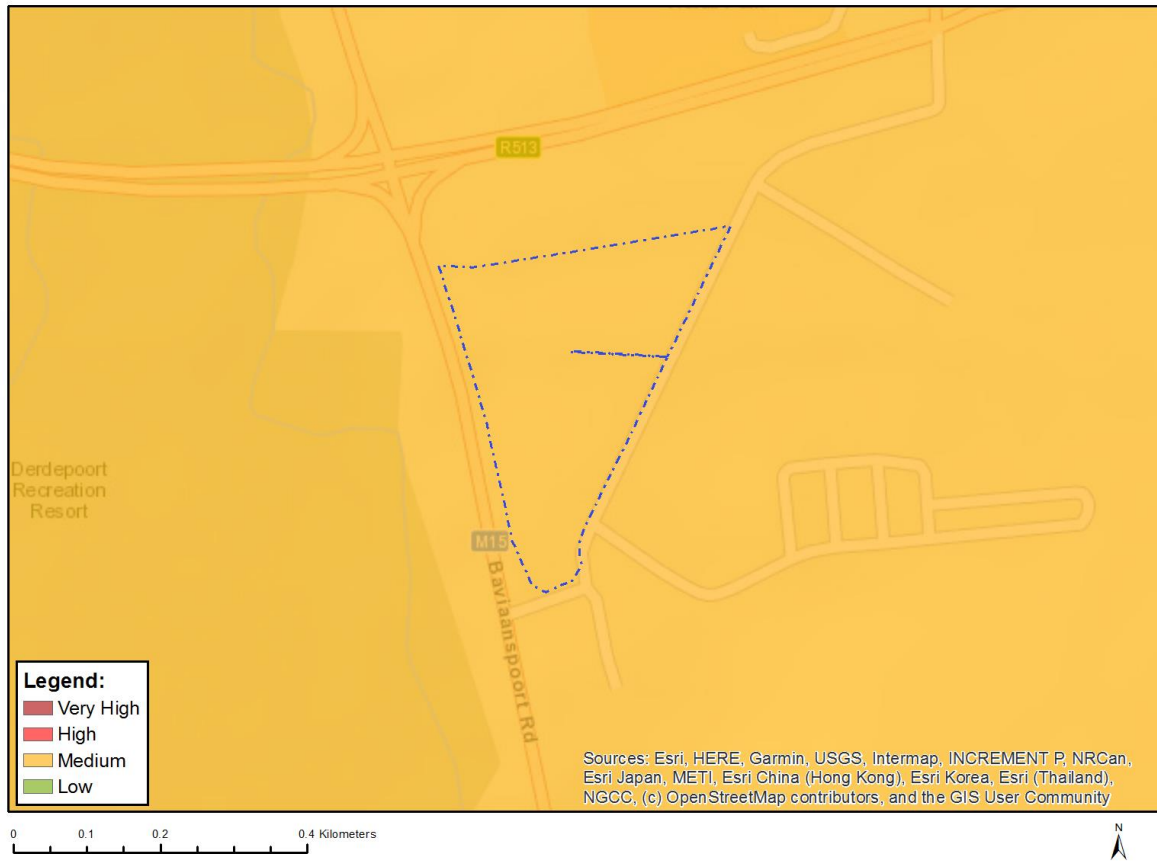 R513
Derdepoort
Recreation
Resort
M15
Baviaanspoort Rd
Legend:
Very High
High
Medium
Low
Sources: Esri, HERE, Garmin, USGS, Intermap, INCREMENT P, NRCan,
Esri Japan, METI, Esri China (Hong Kong), Esri Korea, Esri (Thailand),
NGCC, (c) OpenStreetMap contributors, and the GIS User Community
0 0.1 0.2 0.4 Kilometers
N